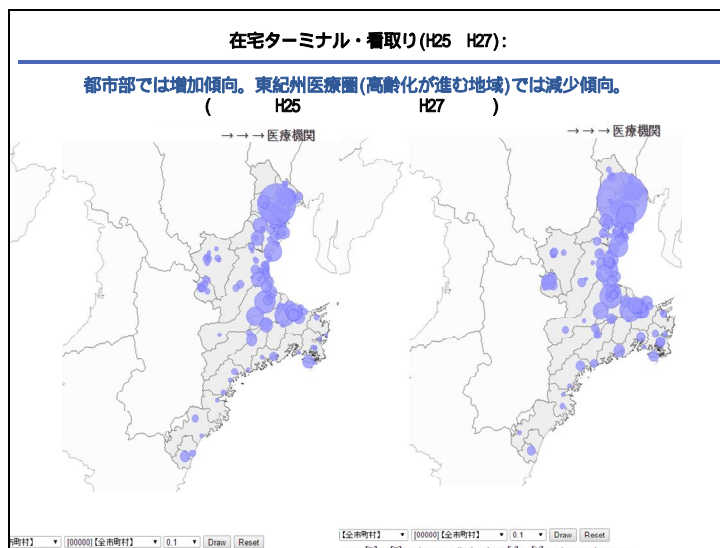 在宅ターミナル・看取り(H25 H27):
都市部では増加傾向。東紀州医療圏(高齢化が進む地域)では減少傾向。
( H25 H27 )
→→→医療機関
→→→医療機関
市町村】 ▼ [00000]【全市町村】 ▼ 0.1 ▼ Draw Reset
【全市町村】 ▼ [00000]【全市町村】 ▼ 0.1 ▼ Draw Reset